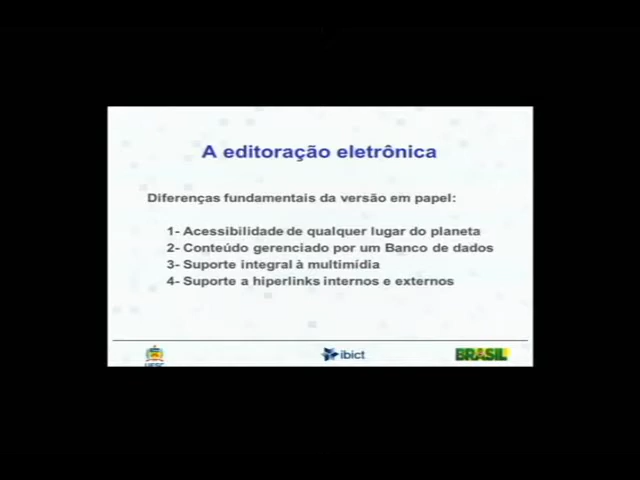 A editoração eletrônica
Diferenças fundamentais da versão em papel:
1- Acessibilidade de qualquer lugar do planeta
2- Conteúdo gerenciado por um Banco de dados
3- Suporte integral à multimídia
4- Suporte a hiperlinks internos e externos
UFSC
ibict
BRASIL